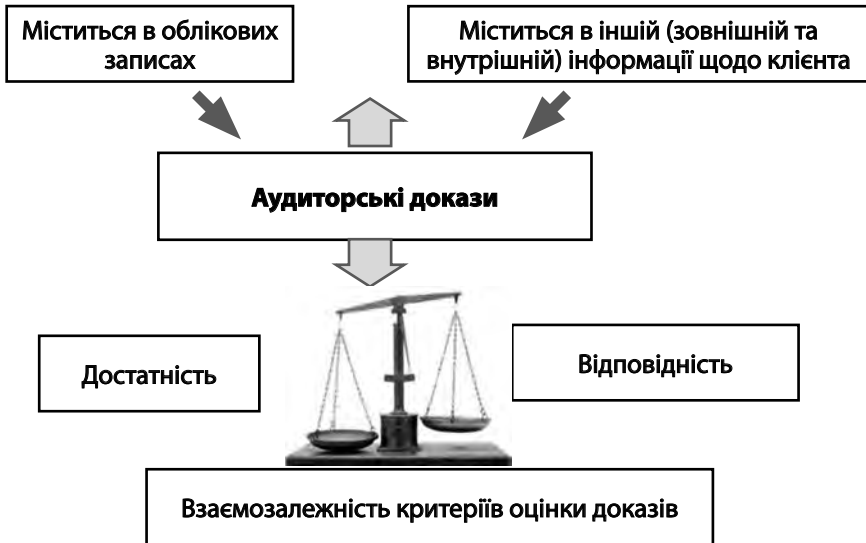 Міститься в облікових
записах
Міститься в іншій (зовнішній та
внутрішній) інформації щодо клієнта
Аудиторські докази
Достатність
Відповідність
Взаємозалежність критеріїв оцінки доказів